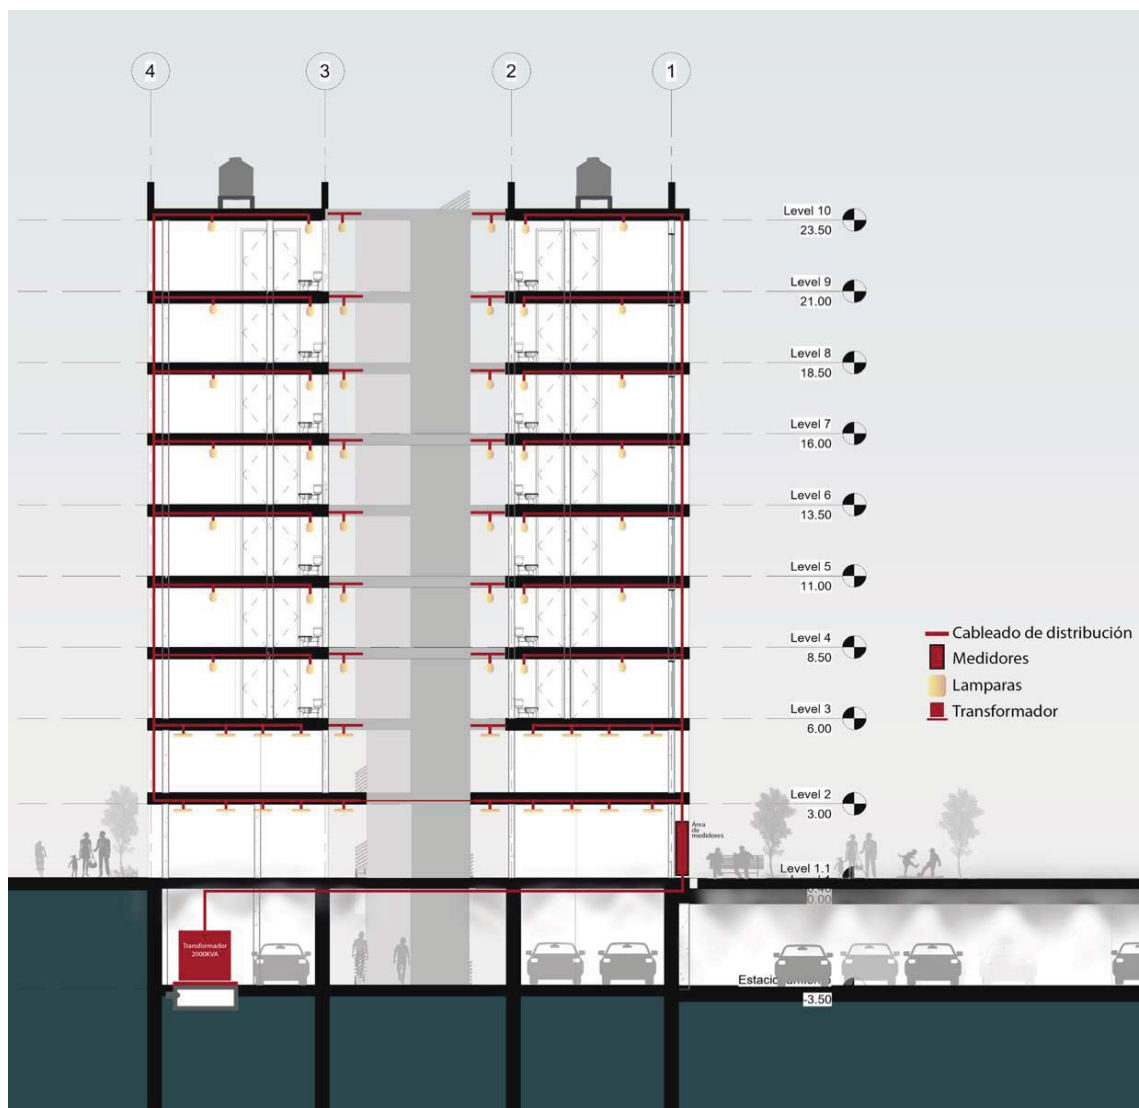 4
3
2
1
Level 10
23.50
Level 9
21.00
Level 8
18.50
Level 7
16.00
Level 6
13.50
Level 5
11.00
Level 4
8.50
Level 3
6.00
Level 2
3.00
Cableado de distribución
Medidores
Lamparas
Transformador
Área
de
medidores
Level 1.1
0.00
Transformador
2000KVA
-3.50